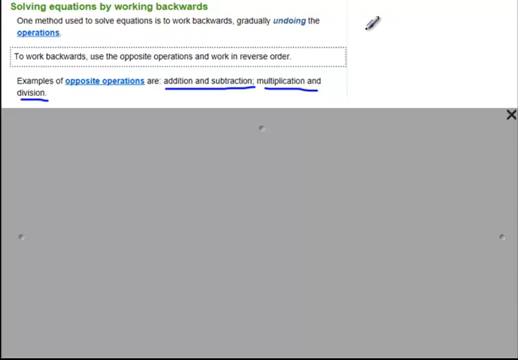 Solving equations by working backwards
One method used to solve equations is to work backwards, gradually undoing the
operations.
To work backwards, use the opposite operations and work in reverse order.
Examples of opposite operations are: addition and subtraction; multiplication and
division.